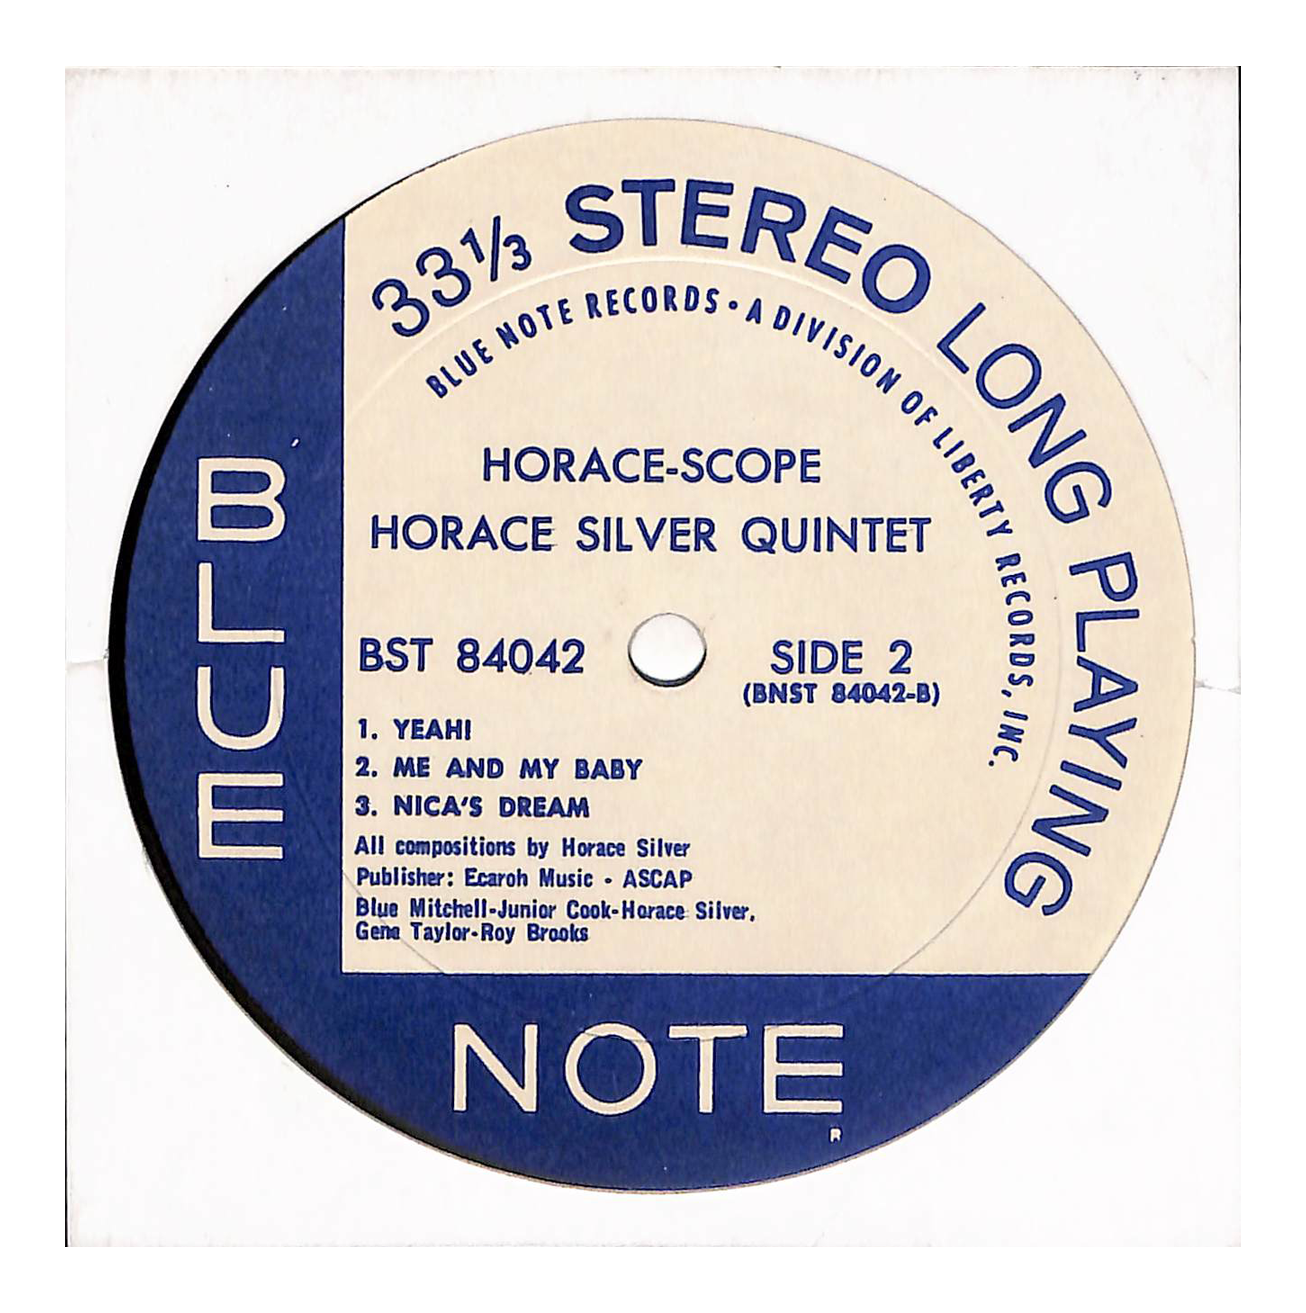 33⅓ STEREO LONG PLAYING
BLUE NOTE RECORDS • A DIVISION OF LIBERTY RECORDS, INC.
HORACE-SCOPE
HORACE SILVER QUINTET
BST 84042
SIDE 2
(BNST 84042-B)
1. YEAH!
2. ME AND MY BABY
3. NICA'S DREAM
All compositions by Horace Silver
Publisher: Ecaroh Music - ASCAP
Blue Mitchell-Junior Cook-Horace Silver,
Gene Taylor-Roy Brooks
BLUE
NOTE
R